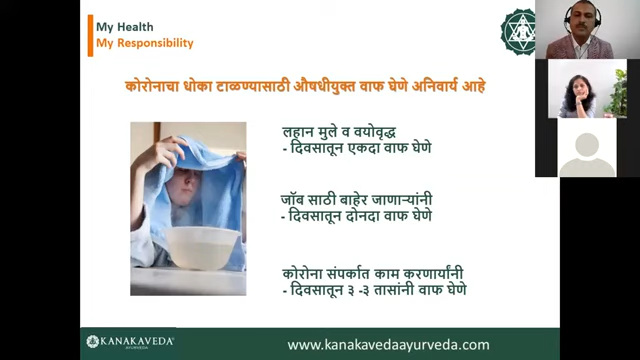 My Health
My Responsibility
कोरोनाचा धोका टाळण्यासाठी औषधीयुक्त वाफ घेणे अनिवार्य आहे
लहान मुले व वयोवृद्ध
- दिवसातून एकदा वाफ घेणे
जॉब साठी बाहेर जाणाऱ्यांनी
- दिवसातून दोनदा वाफ घेणे
कोरोना संपर्कात काम करणार्यांनी
- दिवसातून ३ -३ तासांनी वाफ घेणे
KANAKAVEDA
AYURVEDA
www.kanakavedaayurveda.com